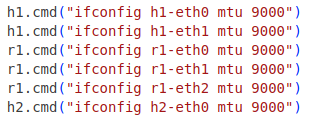 h1.cmd("ifconfig h1-eth0 mtu 9000")
h1.cmd("ifconfig h1-eth1 mtu 9000")
r1.cmd("ifconfig r1-eth0 mtu 9000")
r1.cmd("ifconfig r1-eth1 mtu 9000")
r1.cmd("ifconfig r1-eth2 mtu 9000")
h2.cmd("ifconfig h2-eth0 mtu 9000")